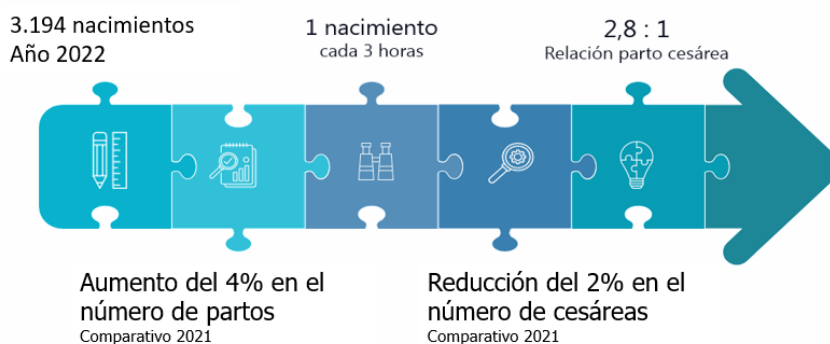 3.194 nacimientos
Año 2022
1 nacimiento
cada 3 horas
2,8 : 1
Relación parto cesárea
Aumento del 4% en el
número de partos
Comparativo 2021
Reducción del 2% en el
número de cesáreas
Comparativo 2021